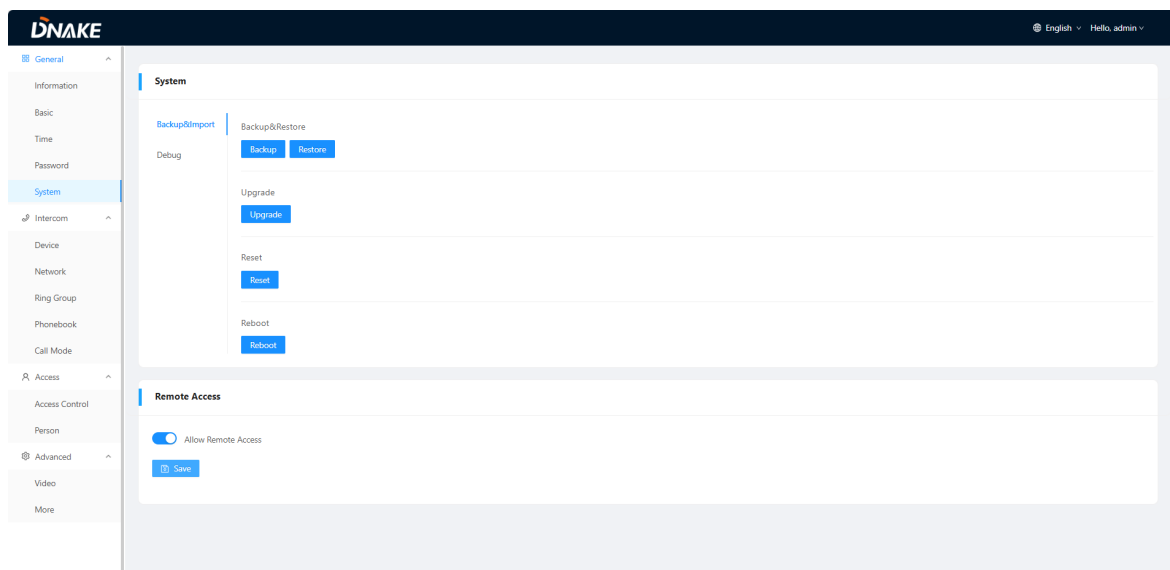 DNAKE
English
Hello, admin
General
Information
Basic
Time
Password
System
Intercom
Device
Network
Ring Group
Phonebook
Call Mode
Access
Access Control
Person
Advanced
Video
More
System
Backup&Import
Debug
Backup&Restore
Backup Restore
Upgrade
Upgrade
Reset
Reset
Reboot
Reboot
Remote Access
Allow Remote Access
Save